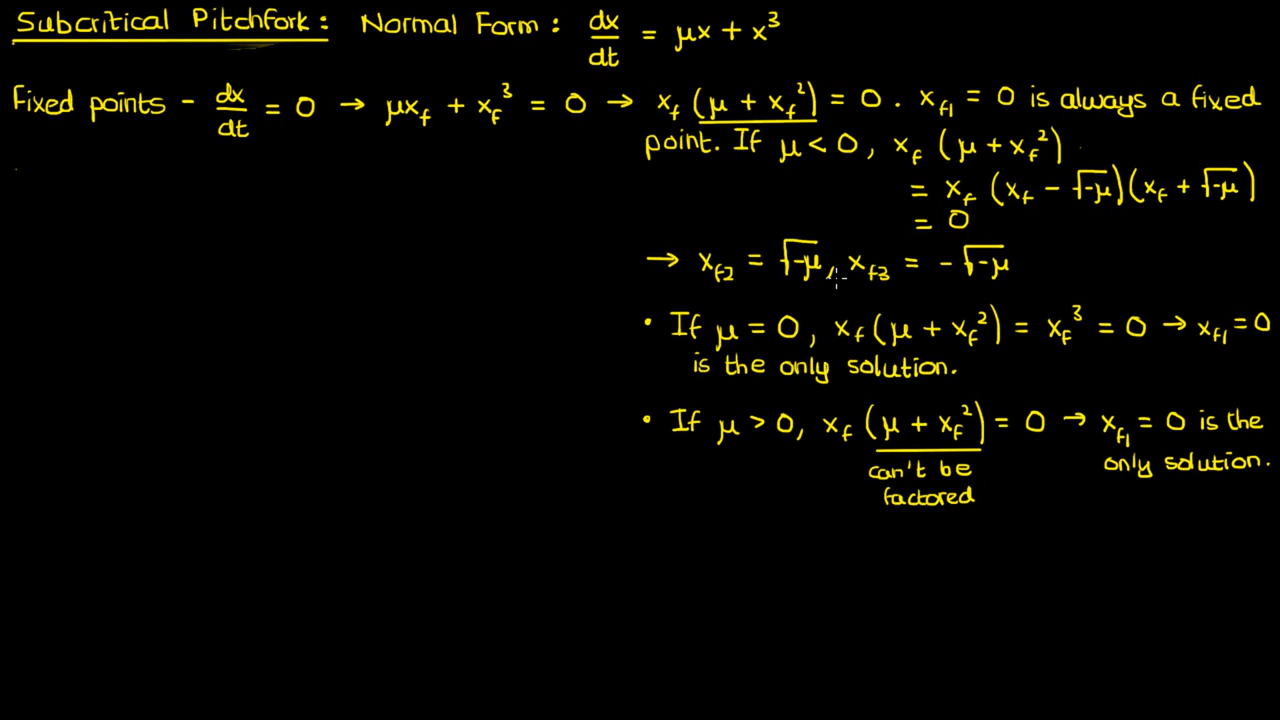 Subcritical Pitchfork: Normal Form: dx/dt = μx + x³
Fixed points - dx/dt = 0 → μx_f + x_f³ = 0 → x_f (μ + x_f²) = 0. x_f1 = 0 is always a fixed
point. If μ < 0, x_f (μ + x_f²)
= x_f (x_f - √-μ)(x_f + √-μ)
= 0
→ x_f2 = √-μ, x_f3 = - √-μ
• If μ = 0, x_f (μ + x_f²) = x_f³ = 0 → x_f1 = 0
is the only solution.
• If μ > 0, x_f (μ + x_f²) = 0 → x_f1 = 0 is the
only solution.
can't be
factored